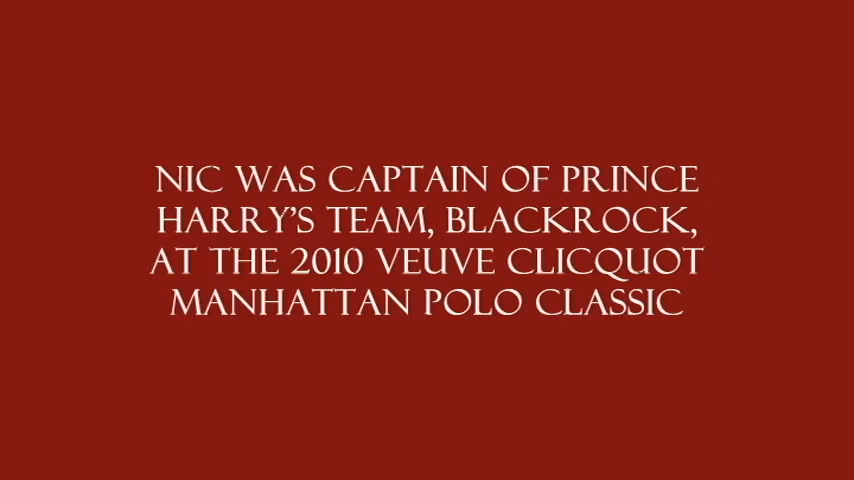 NIC WAS CAPTAIN OF PRINCE
HARRY'S TEAM, BLACKROCK,
AT THE 2010 VEUVE CLICQUOT
MANHATTAN POLO CLASSIC